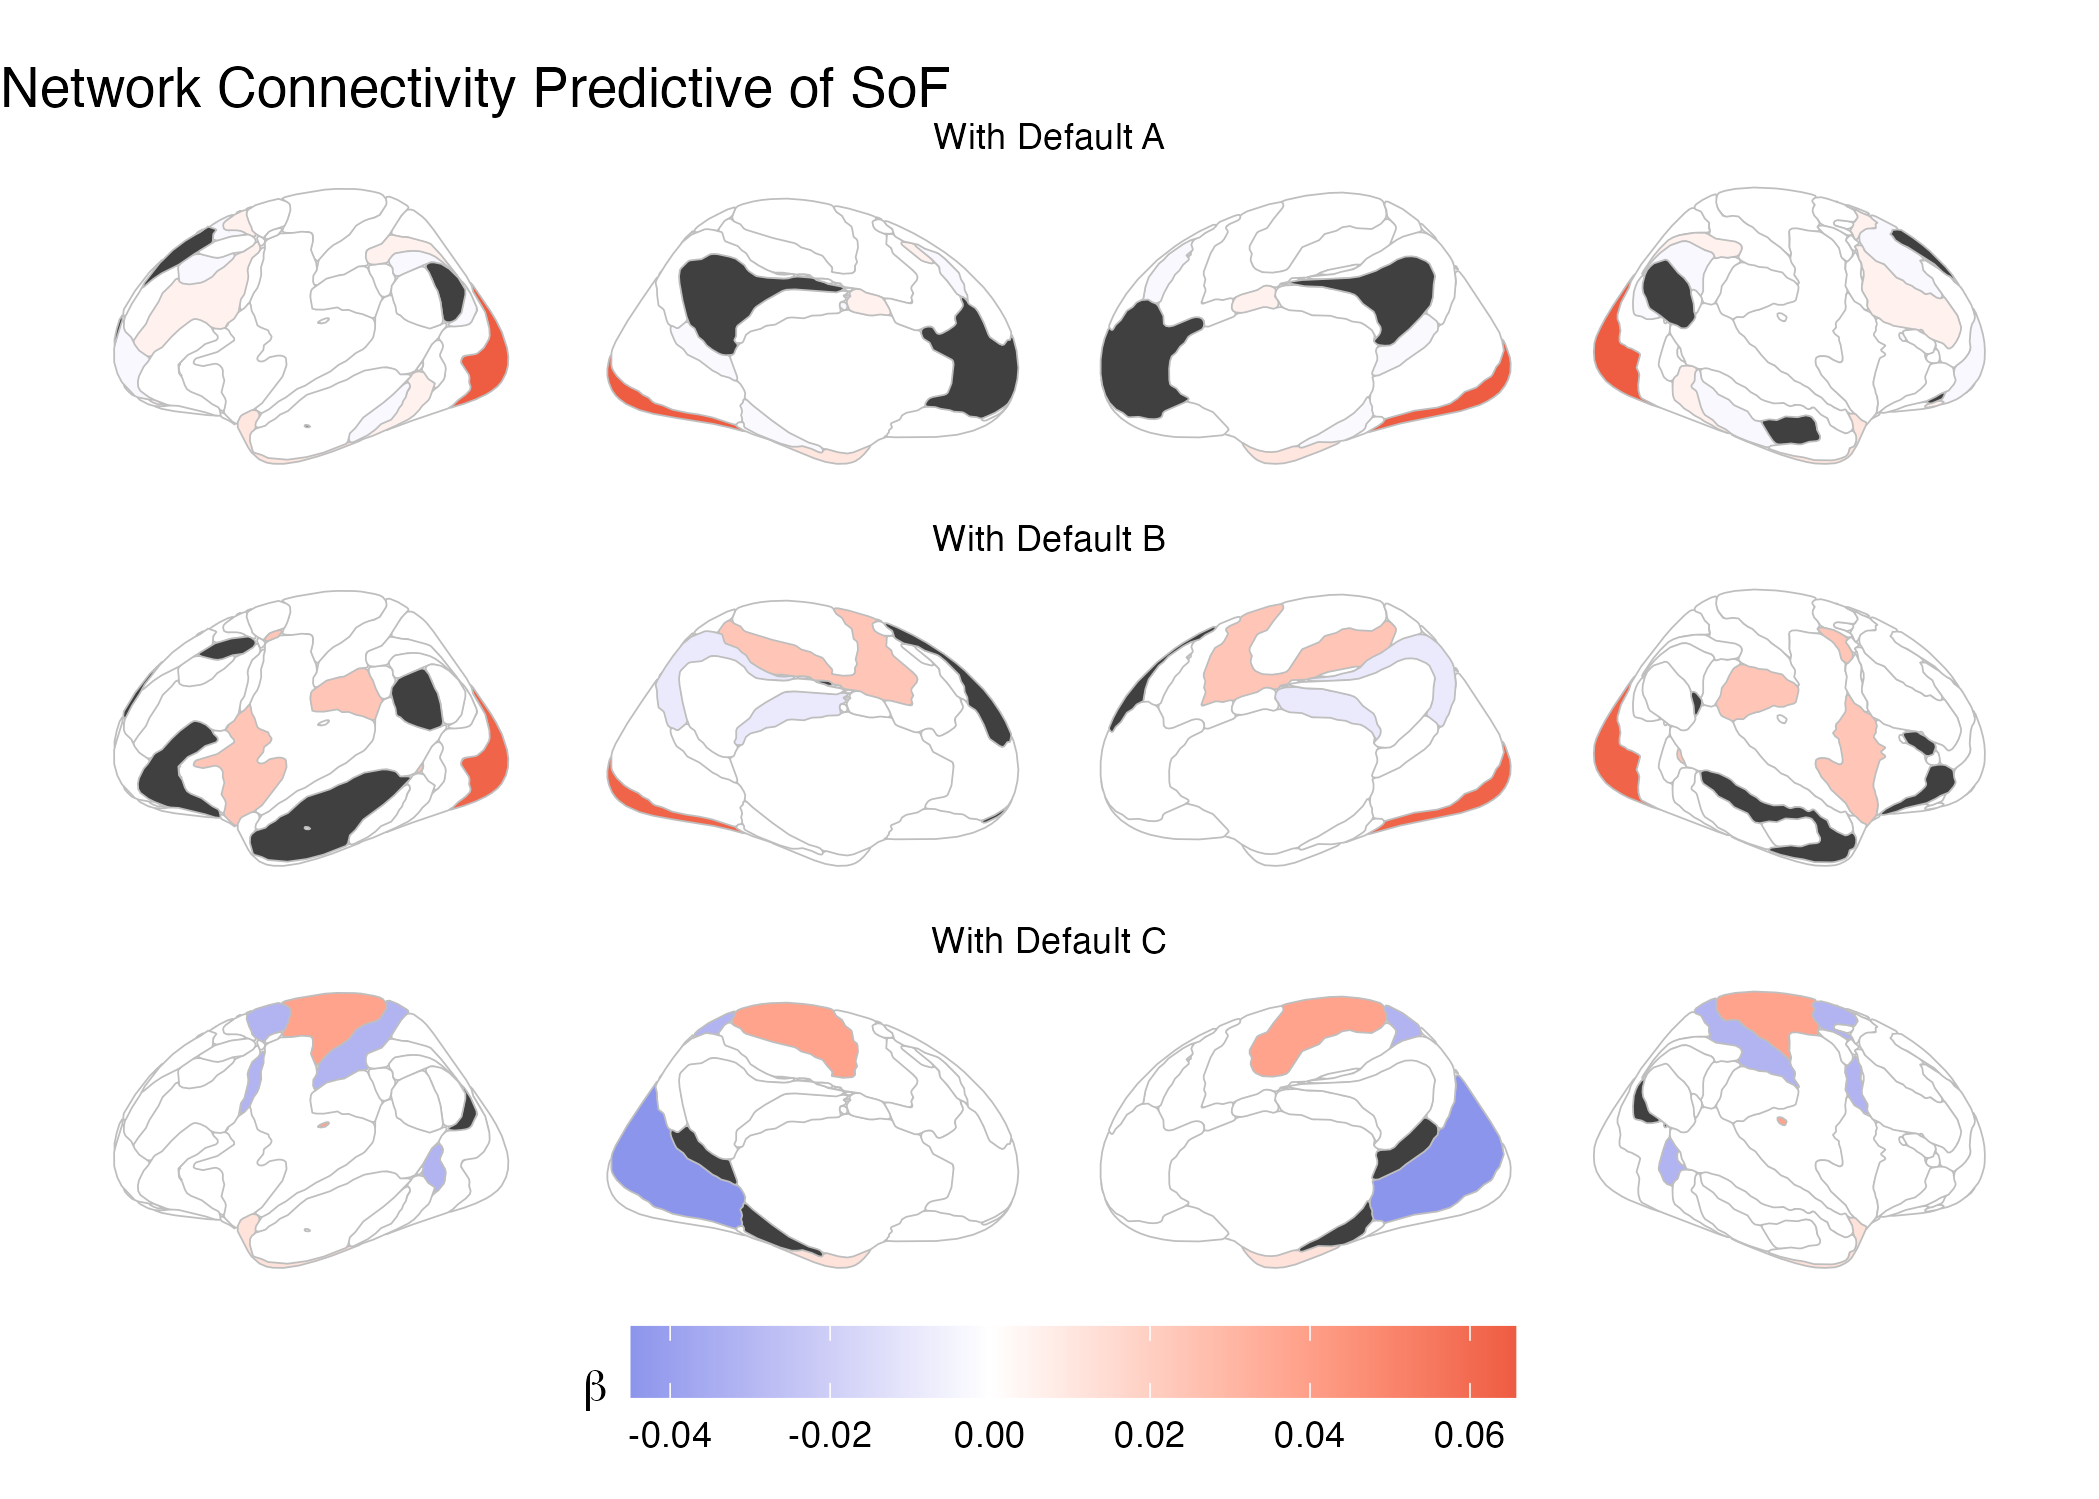 Network Connectivity Predictive of SoF
With Default A
With Default B
With Default C
β
-0.04 -0.02 0.00 0.02 0.04 0.06